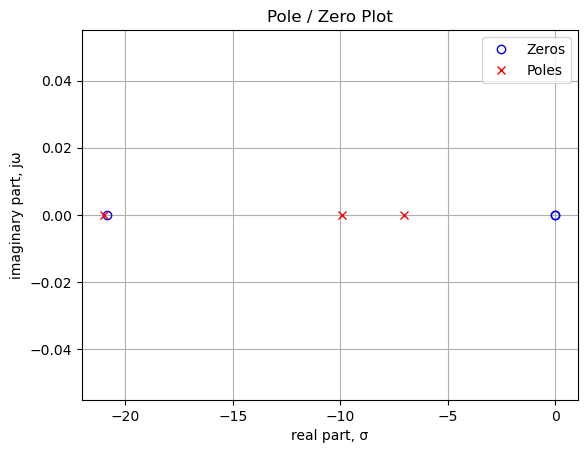 Pole / Zero Plot
Zeros
Poles
0.04
0.02
0.00
−0.02
−0.04
imaginary part, jω
−20
−15
−10
−5
0
real part, σ